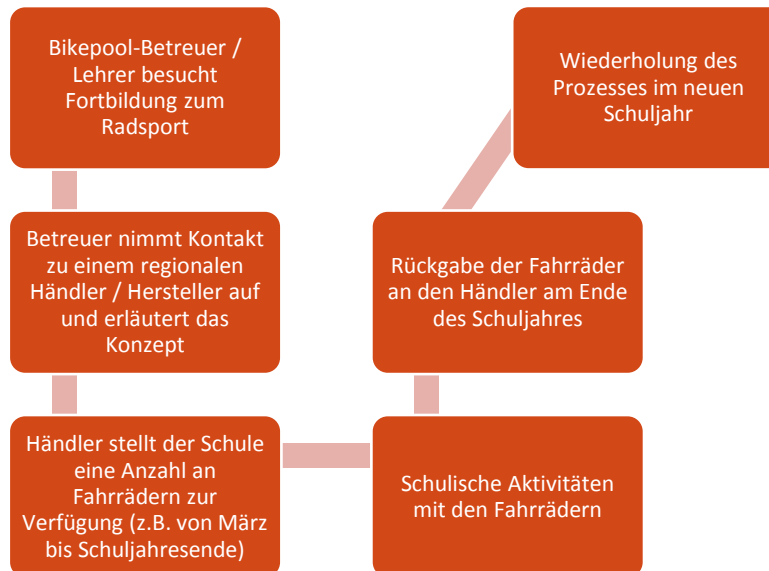 Bikepool-Betreuer /
Lehrer besucht
Fortbildung zum
Radsport
Betreuer nimmt Kontakt
zu einem regionalen
Händler / Hersteller auf
und erläutert das
Konzept
Händler stellt der Schule
eine Anzahl an
Fahrrädern zur
Verfügung (z.B. von März
bis Schuljahresende)
Schulische Aktivitäten
mit den Fahrrädern
Rückgabe der Fahrräder
an den Händler am Ende
des Schuljahres
Wiederholung des
Prozesses im neuen
Schuljahr